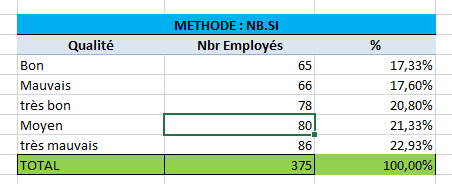 METHODE : NB.SI
Qualité Nbr Employés %
Bon 65 17,33%
Mauvais 66 17,60%
très bon 78 20,80%
Moyen 80 21,33%
très mauvais 86 22,93%
TOTAL 375 100,00%